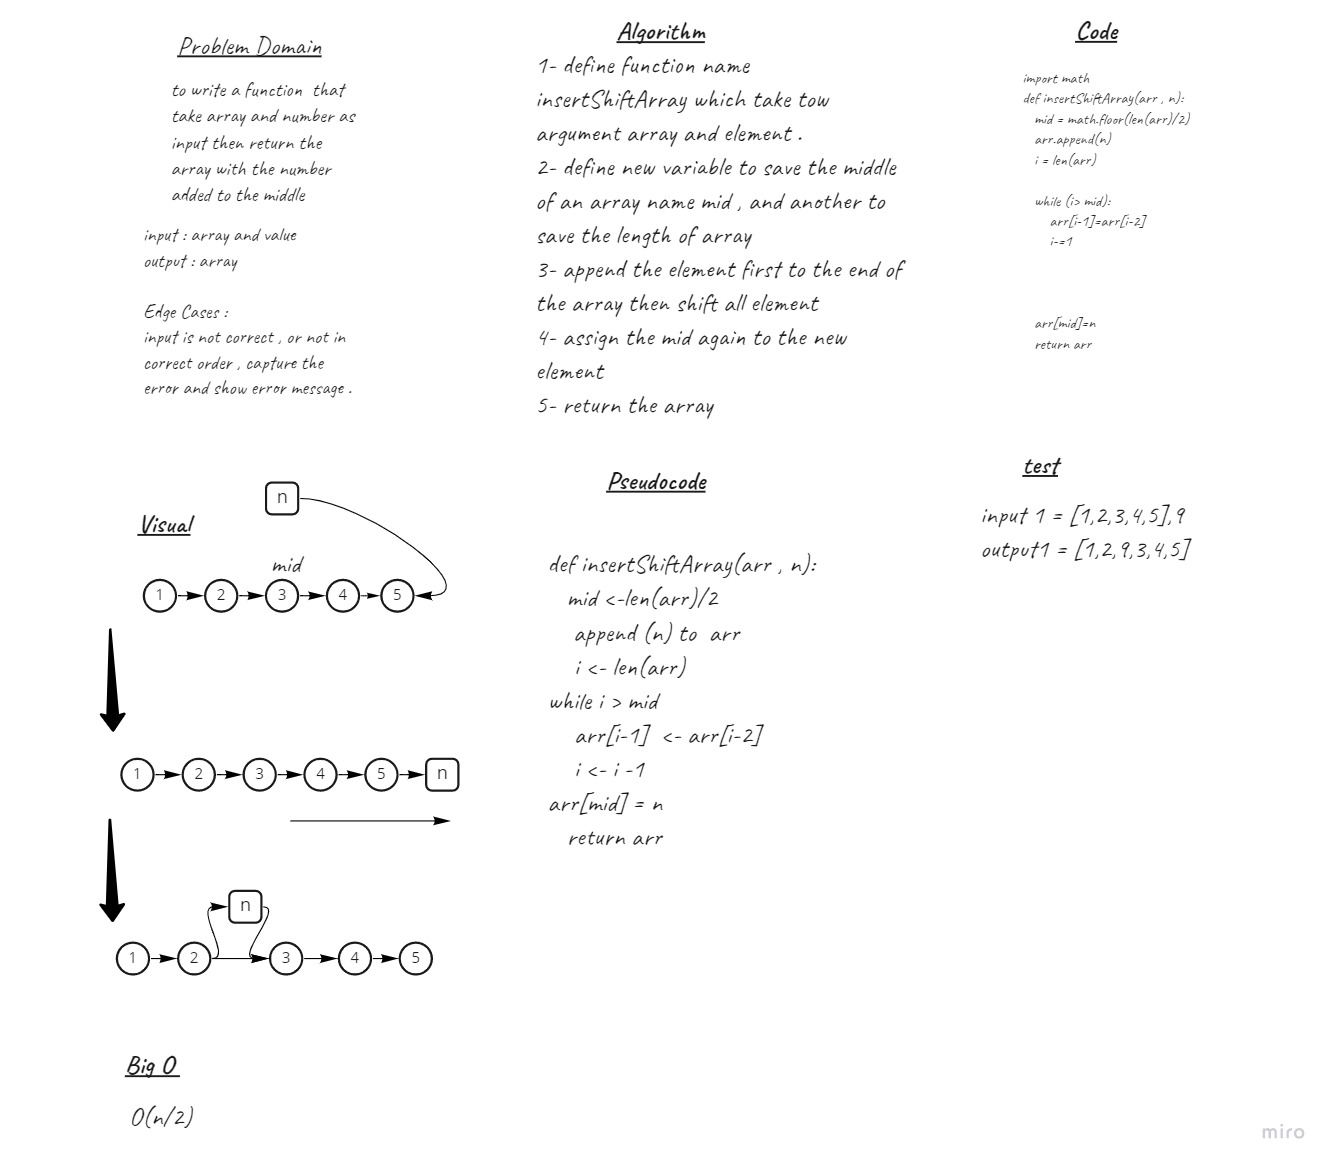 Problem Domain
to write a function that
take array and number as
input then return the
array with the number
added to the middle
input : array and value
output : array
Edge Cases :
input is not correct , or not in
correct order , capture the
error and show error message .
Algorithm
1- define function name
insertShiftArray which take tow
argument array and element .
2- define new variable to save the middle
of an array name mid , and another to
save the length of array
3- append the element first to the end of
the array then shift all element
4- assign the mid again to the new
element
5- return the array
Code
import math
def insertShiftArray(arr , n):
mid = math.floor(len(arr)/2)
arr.append(n)
i = len(arr)
while (i> mid):
arr[i-1]=arr[i-2]
i-=1
arr[mid]=n
return arr
Visual
n
mid
1 2 3 4 5
1 2 3 4 5 n
n
1 2 3 4 5
Pseudocode
def insertShiftArray(arr , n):
mid <-len(arr)/2
append (n) to arr
i <- len(arr)
while i > mid
arr[i-1] <- arr[i-2]
i <- i -1
arr[mid] = n
return arr
test
input 1 = [1,2,3,4,5],9
output1 = [1,2,9,3,4,5]
Big O
O(n/2)
miro